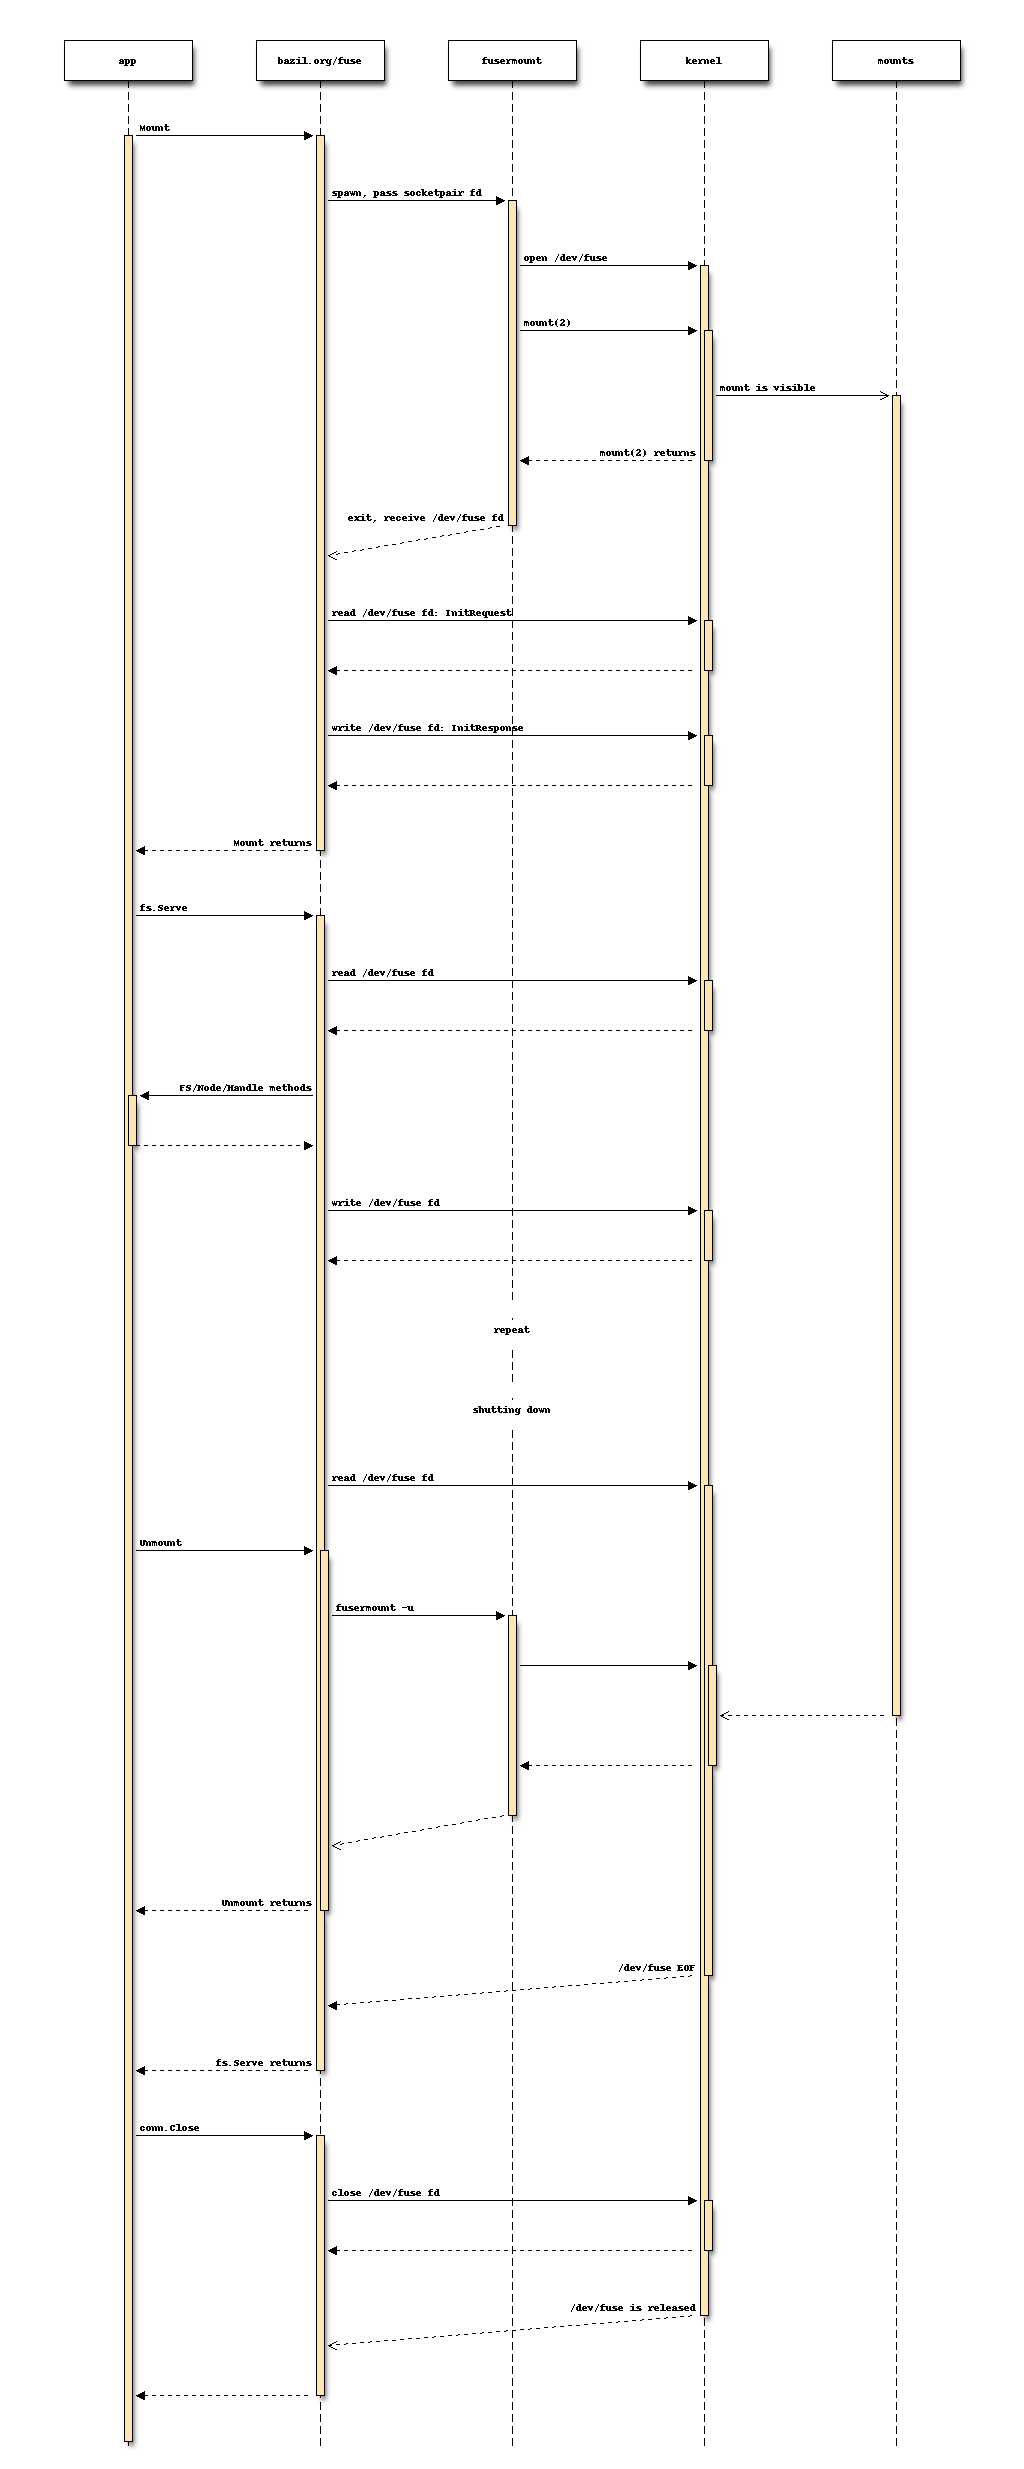 app
bazil.org/fuse
fusermount
kernel
mounts
Mount
spawn, pass socketpair fd
open /dev/fuse
mount(2)
mount is visible
mount(2) returns
exit, receive /dev/fuse fd
read /dev/fuse fd: InitRequest
write /dev/fuse fd: InitResponse
Mount returns
fs.Serve
read /dev/fuse fd
FS/Node/Handle methods
write /dev/fuse fd
repeat
shutting down
read /dev/fuse fd
Unmount
fusermount -u
Unmount returns
/dev/fuse EOF
fs.Serve returns
conn.Close
close /dev/fuse fd
/dev/fuse is released